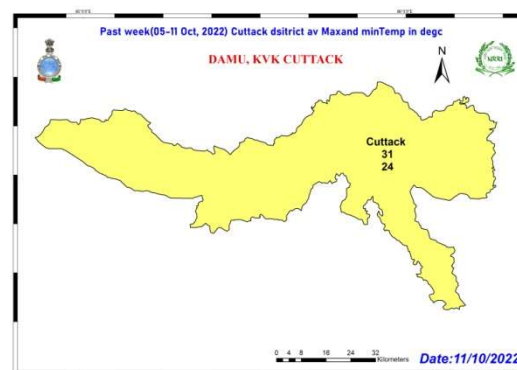 Past week(05-11 Oct, 2022) Cuttack dsitrict av Maxand minTemp in degc
DAMU, KVK CUTTACK
N
NRRI
Cuttack
31
24
0 4 8 16 24 32
Kilometers
Date:11/10/2022